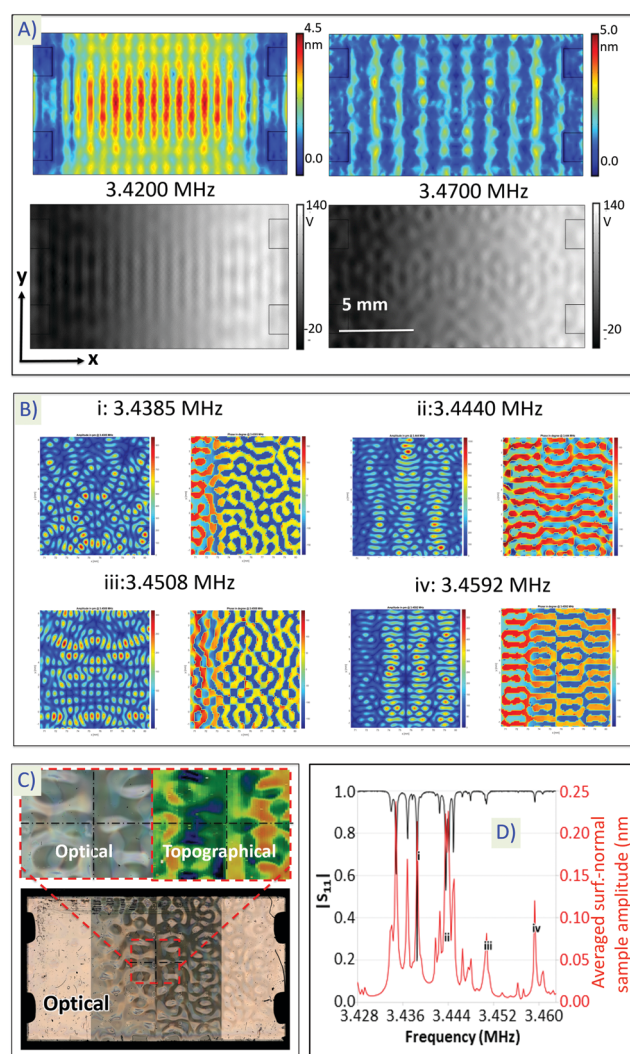 A)
4.5
nm
0.0
5.0
nm
0.0
3.4200 MHz
3.4700 MHz
140
V
-20
-
140
V
-20
-
y
x
5 mm
B)
i: 3.4385 MHz
ii:3.4440 MHz
iii:3.4508 MHz
iv: 3.4592 MHz
C)
Optical
Topographical
Optical
D)
1.0
0.8
0.6
0.4
0.2
0.0
|S11|
0.25
0.20
0.15
0.10
0.05
0.00
Averaged surf.-normal
sample amplitude (nm
i
ii
iii
iv
3.428
3.436
3.444
3.452
3.460
Frequency (MHz)